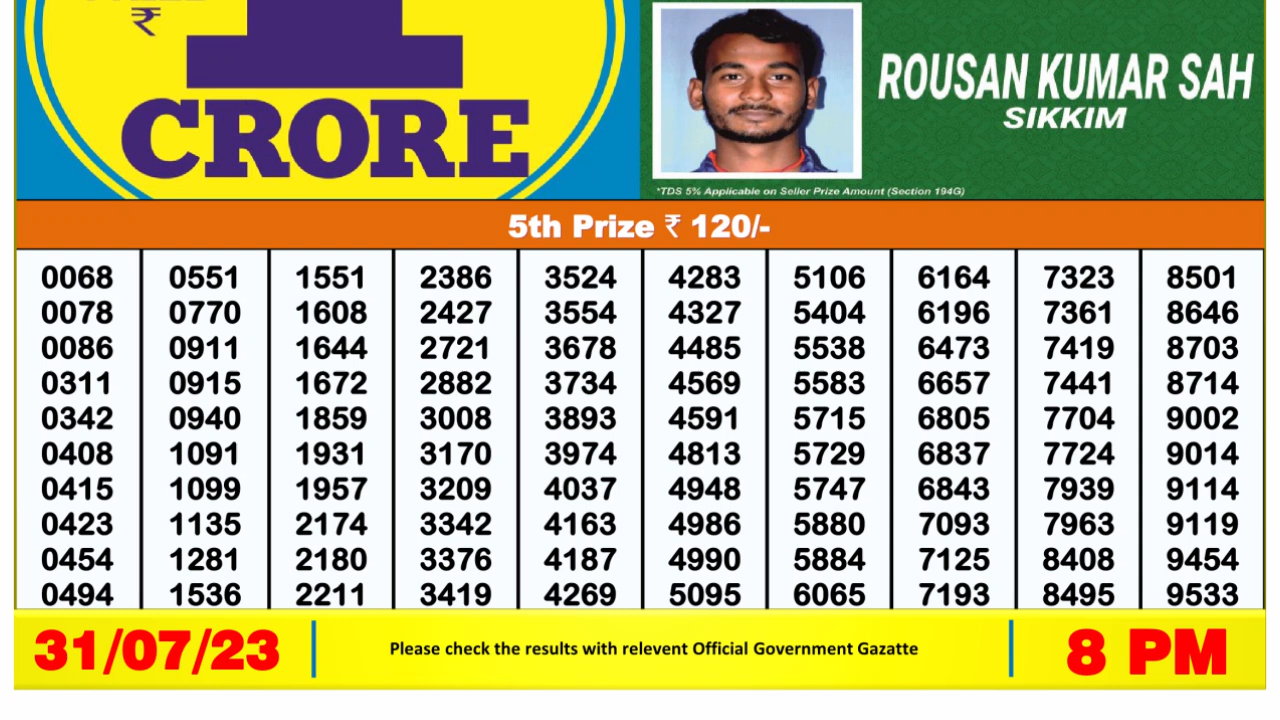 ₹
1
CRORE
ROUSAN KUMAR SAH
SIKKIM
*TDS 5% Applicable on Seller Prize Amount (Section 194G)
5th Prize ₹ 120/-
0068 0551 1551 2386 3524 4283 5106 6164 7323 8501
0078 0770 1608 2427 3554 4327 5404 6196 7361 8646
0086 0911 1644 2721 3678 4485 5538 6473 7419 8703
0311 0915 1672 2882 3734 4569 5583 6657 7441 8714
0342 0940 1859 3008 3893 4591 5715 6805 7704 9002
0408 1091 1931 3170 3974 4813 5729 6837 7724 9014
0415 1099 1957 3209 4037 4948 5747 6843 7939 9114
0423 1135 2174 3342 4163 4986 5880 7093 7963 9119
0454 1281 2180 3376 4187 4990 5884 7125 8408 9454
0494 1536 2211 3419 4269 5095 6065 7193 8495 9533
31/07/23 Please check the results with relevent Official Government Gazatte 8 PM